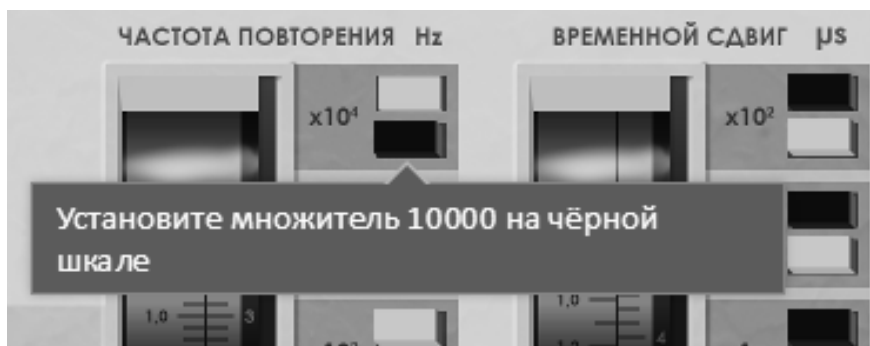 ЧАСТОТА ПОВТОРЕНИЯ Hz
ВРЕМЕННОЙ СДВИГ µs
x10⁴
x10²
Установите множитель 10000 на чёрной
шкале
1,0
3
1,0
4